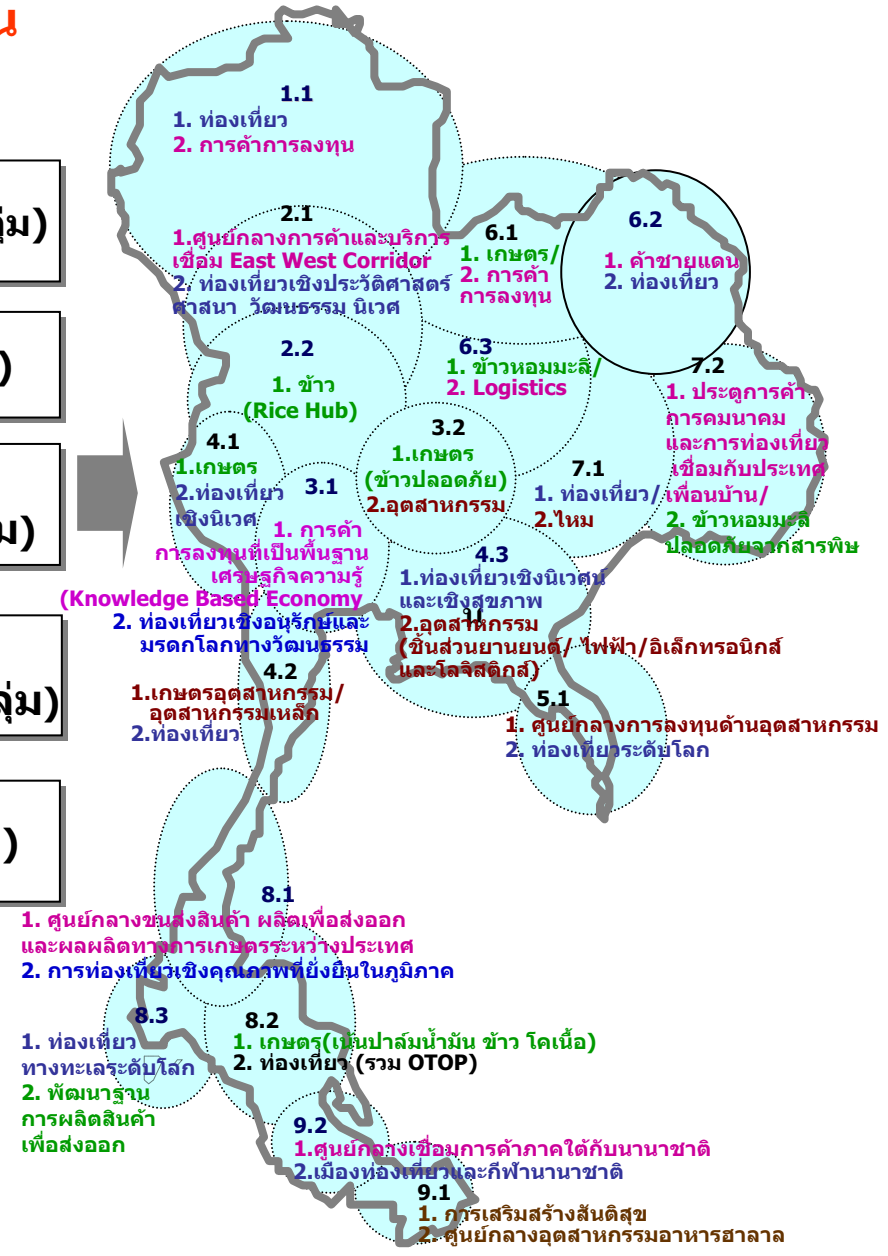 น
ุ่ม)
)
ม)
ลุ่ม)
)
1.1
1. ท่องเที่ยว
2. การค้าการลงทุน
2.1
1.ศูนย์กลางการค้าและบริการ
เชื่อม East West Corridor
2. ท่องเที่ยวเชิงประวัติศาสตร์
ศาสนา วัฒนธรรม นิเวศ
6.1
1. เกษตร/
2. การค้า
การลงทุน
6.2
1. ค้าชายแดน
2. ท่องเที่ยว
2.2
1. ข้าว
(Rice Hub)
6.3
1. ข้าวหอมมะลิ/
2. Logistics
7.2
1. ประตูการค้า
การคมนาคม
และการท่องเที่ยว
เชื่อมกับประเทศ
เพื่อนบ้าน/
2. ข้าวหอมมะลิ
ปลอดภัยจากสารพิษ
4.1
1.เกษตร
2.ท่องเที่ยว
เชิงนิเวศ
3.2
1.เกษตร
(ข้าวปลอดภัย)
2.อุตสาหกรรม
7.1
1. ท่องเที่ยว/
2.ไหม
3.1
1. การค้า
การลงทุนที่เป็นพื้นฐาน
เศรษฐกิจความรู้
(Knowledge Based Economy
2. ท่องเที่ยวเชิงอนุรักษ์และ
มรดกโลกทางวัฒนธรรม
4.3
1.ท่องเที่ยวเชิงนิเวศน์
และเชิงสุขภาพ
2.อุตสาหกรรม
(ชิ้นส่วนยานยนต์/ ไฟฟ้า/อิเล็กทรอนิกส์
และโลจิสติกส์)
4.2
1.เกษตรอุตสาหกรรม/
อุตสาหกรรมเหล็ก
2.ท่องเที่ยว
5.1
1. ศูนย์กลางการลงทุนด้านอุตสาหกรรม
2. ท่องเที่ยวระดับโลก
8.1
1. ศูนย์กลางขนส่งสินค้า ผลิตเพื่อส่งออก
และผลผลิตทางการเกษตรระหว่างประเทศ
2. การท่องเที่ยวเชิงคุณภาพที่ยั่งยืนในภูมิภาค
8.3
1. ท่องเที่ยว
ทางทะเลระดับโลก
2. พัฒนาฐาน
การผลิตสินค้า
เพื่อส่งออก
8.2
1. เกษตร(เน้นปาล์มน้ำมัน ข้าว โคเนื้อ)
2. ท่องเที่ยว (รวม OTOP)
9.2
1.ศูนย์กลางเชื่อมการค้าภาคใต้กับนานาชาติ
2.เมืองท่องเที่ยวและกีฬานานาชาติ
9.1
1. การเสริมสร้างสันติสุข
2. ศูนย์กลางอุตสาหกรรมอาหารฮาลาล